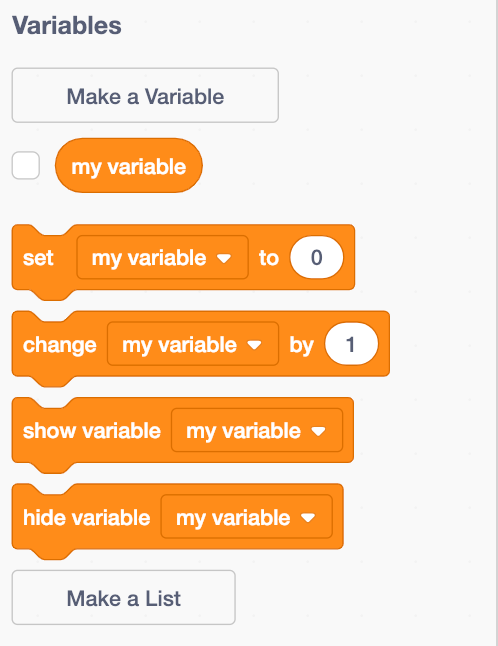 Variables
Make a Variable
my variable
set my variable to 0
change my variable by 1
show variable my variable
hide variable my variable
Make a List